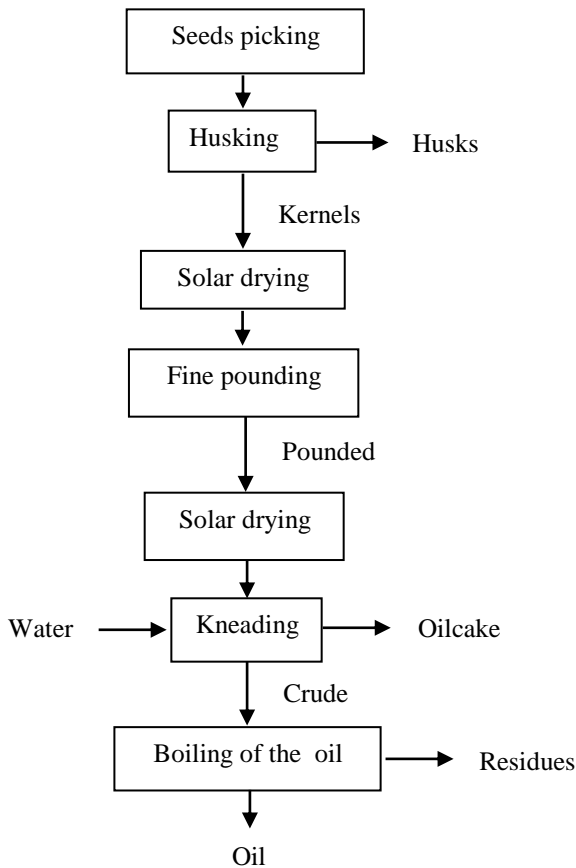 Seeds picking
Husking
Husks
Kernels
Solar drying
Fine pounding
Pounded
Solar drying
Water
Kneading
Oilcake
Crude
Boiling of the oil
Residues
Oil